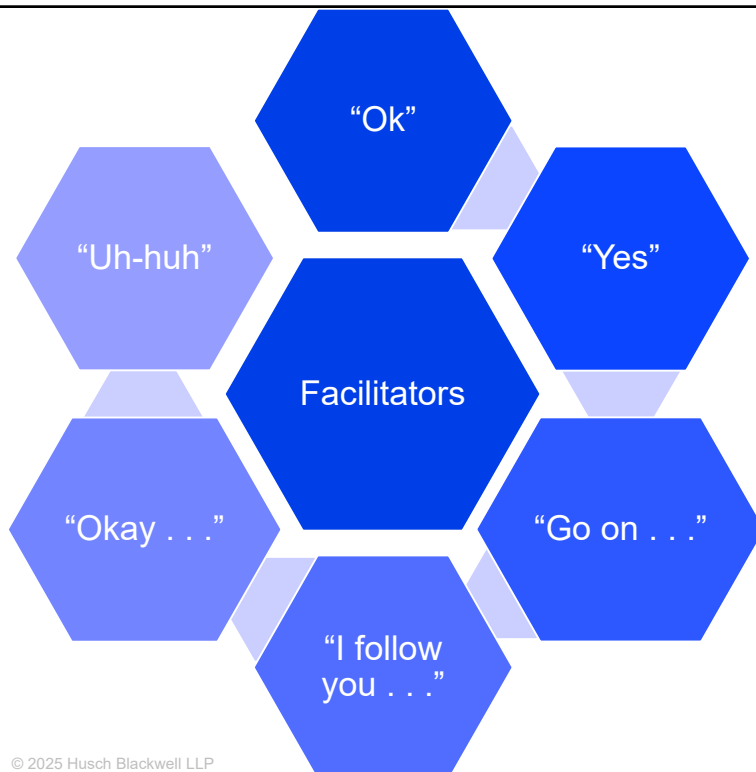 “Ok”
“Yes”
“Go on . . .”
“I follow
you . . .”
“Okay . . .”
“Uh-huh”
Facilitators
© 2025 Husch Blackwell LLP